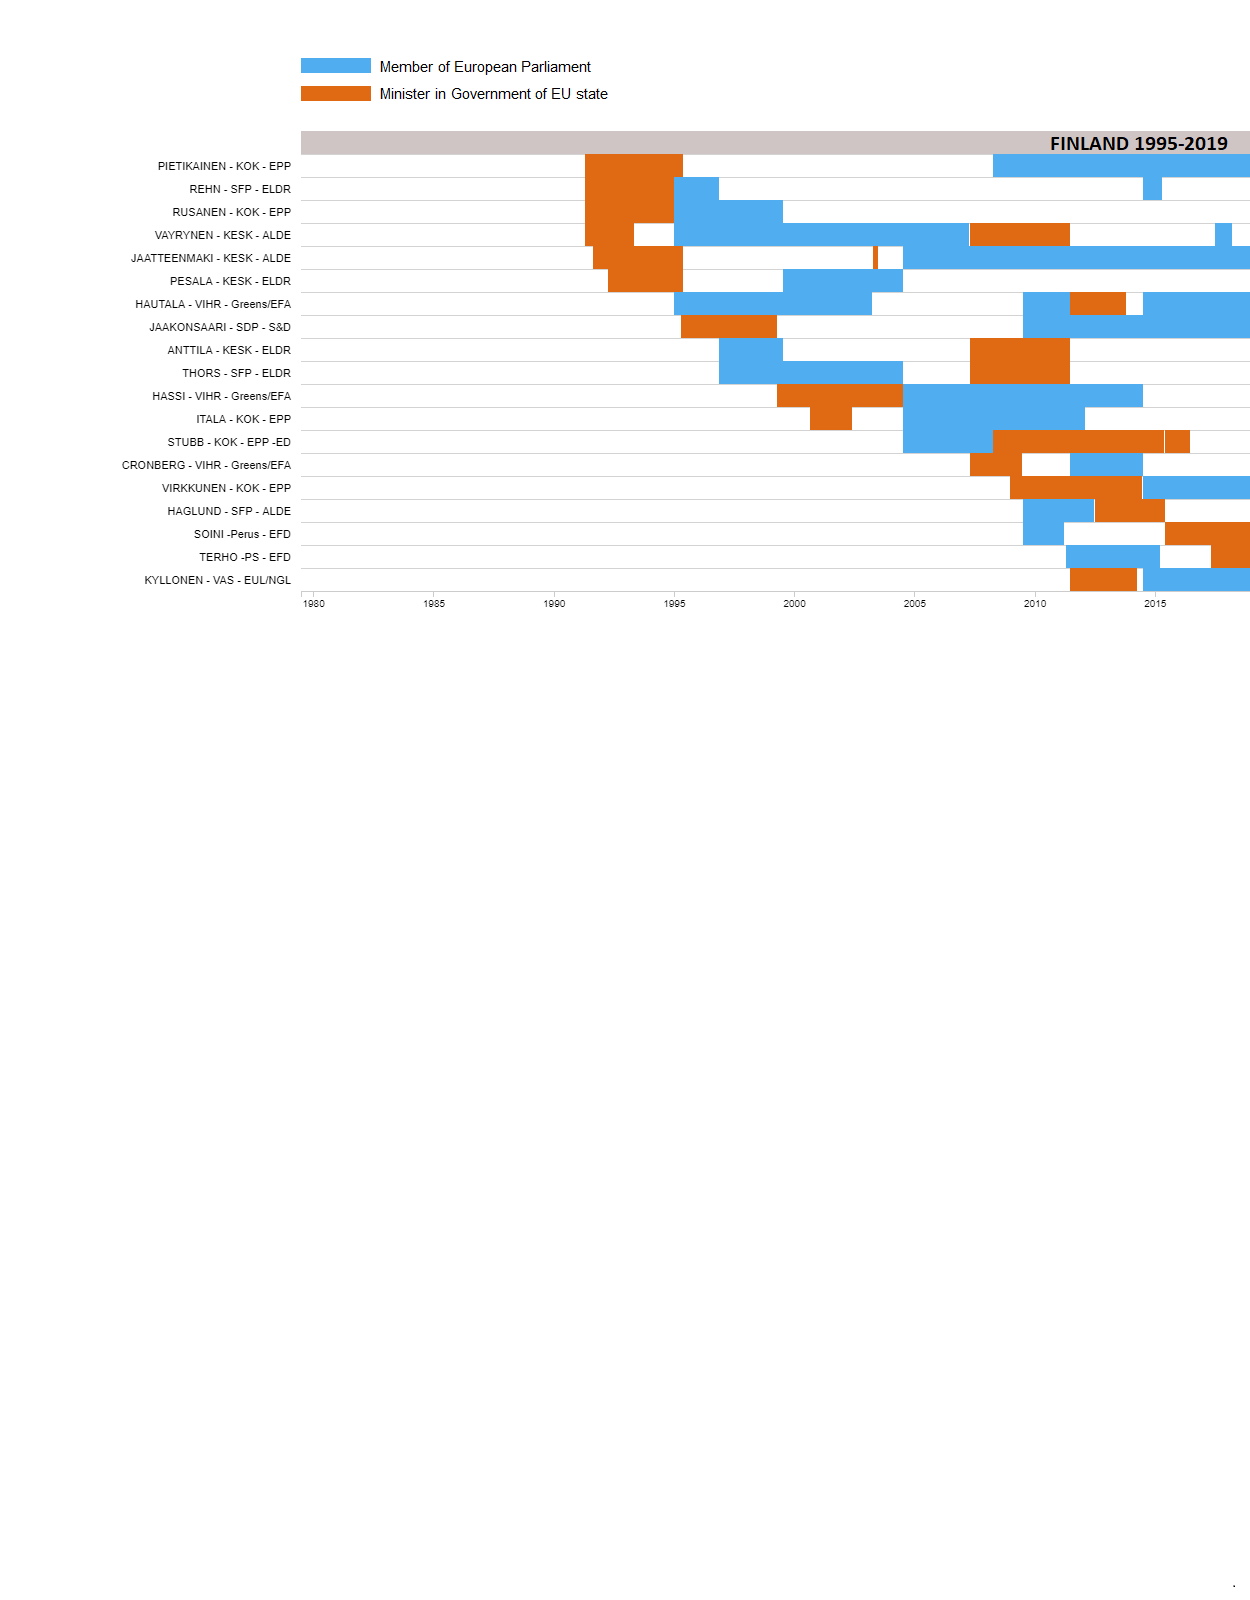 Member of European Parliament
Minister in Government of EU state
FINLAND 1995-2019
PIETIKAINEN - KOK - EPP
REHN - SFP - ELDR
RUSANEN - KOK - EPP
VAYRYNEN - KESK - ALDE
JAATTEENMAKI - KESK - ALDE
PESALA - KESK - ELDR
HAUTALA - VIHR - Greens/EFA
JAAKONSAARI - SDP - S&D
ANTTILA - KESK - ELDR
THORS - SFP - ELDR
HASSI - VIHR - Greens/EFA
ITALA - KOK - EPP
STUBB - KOK - EPP -ED
CRONBERG - VIHR - Greens/EFA
VIRKKUNEN - KOK - EPP
HAGLUND - SFP - ALDE
SOINI -Perus - EFD
TERHO -PS - EFD
KYLLONEN - VAS - EUL/NGL
1980 1985 1990 1995 2000 2005 2010 2015
.